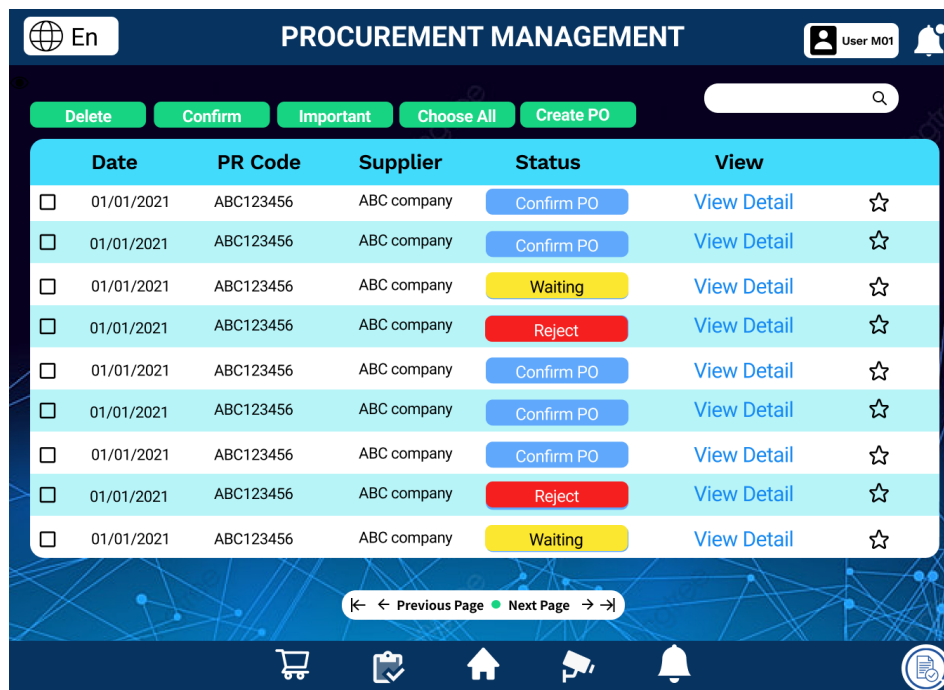 En PROCUREMENT MANAGEMENT User M01
Delete Confirm Important Choose All Create PO
Date PR Code Supplier Status View
01/01/2021 ABC123456 ABC company Confirm PO View Detail
01/01/2021 ABC123456 ABC company Confirm PO View Detail
01/01/2021 ABC123456 ABC company Waiting View Detail
01/01/2021 ABC123456 ABC company Reject View Detail
01/01/2021 ABC123456 ABC company Confirm PO View Detail
01/01/2021 ABC123456 ABC company Confirm PO View Detail
01/01/2021 ABC123456 ABC company Confirm PO View Detail
01/01/2021 ABC123456 ABC company Reject View Detail
01/01/2021 ABC123456 ABC company Waiting View Detail
Previous Page Next Page